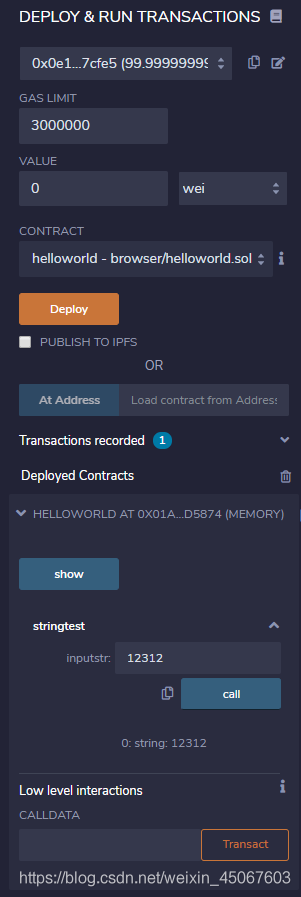 DEPLOY & RUN TRANSACTIONS
0x0e1...7cfe5 (99.9999999
GAS LIMIT
3000000
VALUE
0 wei
CONTRACT
helloworld - browser/helloworld.sol
Deploy
PUBLISH TO IPFS
OR
At Address Load contract from Address
Transactions recorded 1
Deployed Contracts
HELLOWORLD AT 0X01A...D5874 (MEMORY)
show
stringtest
inputstr: 12312
call
0: string: 12312
Low level interactions
CALLDATA
Transact
https://blog.csdn.net/weixin_45067603